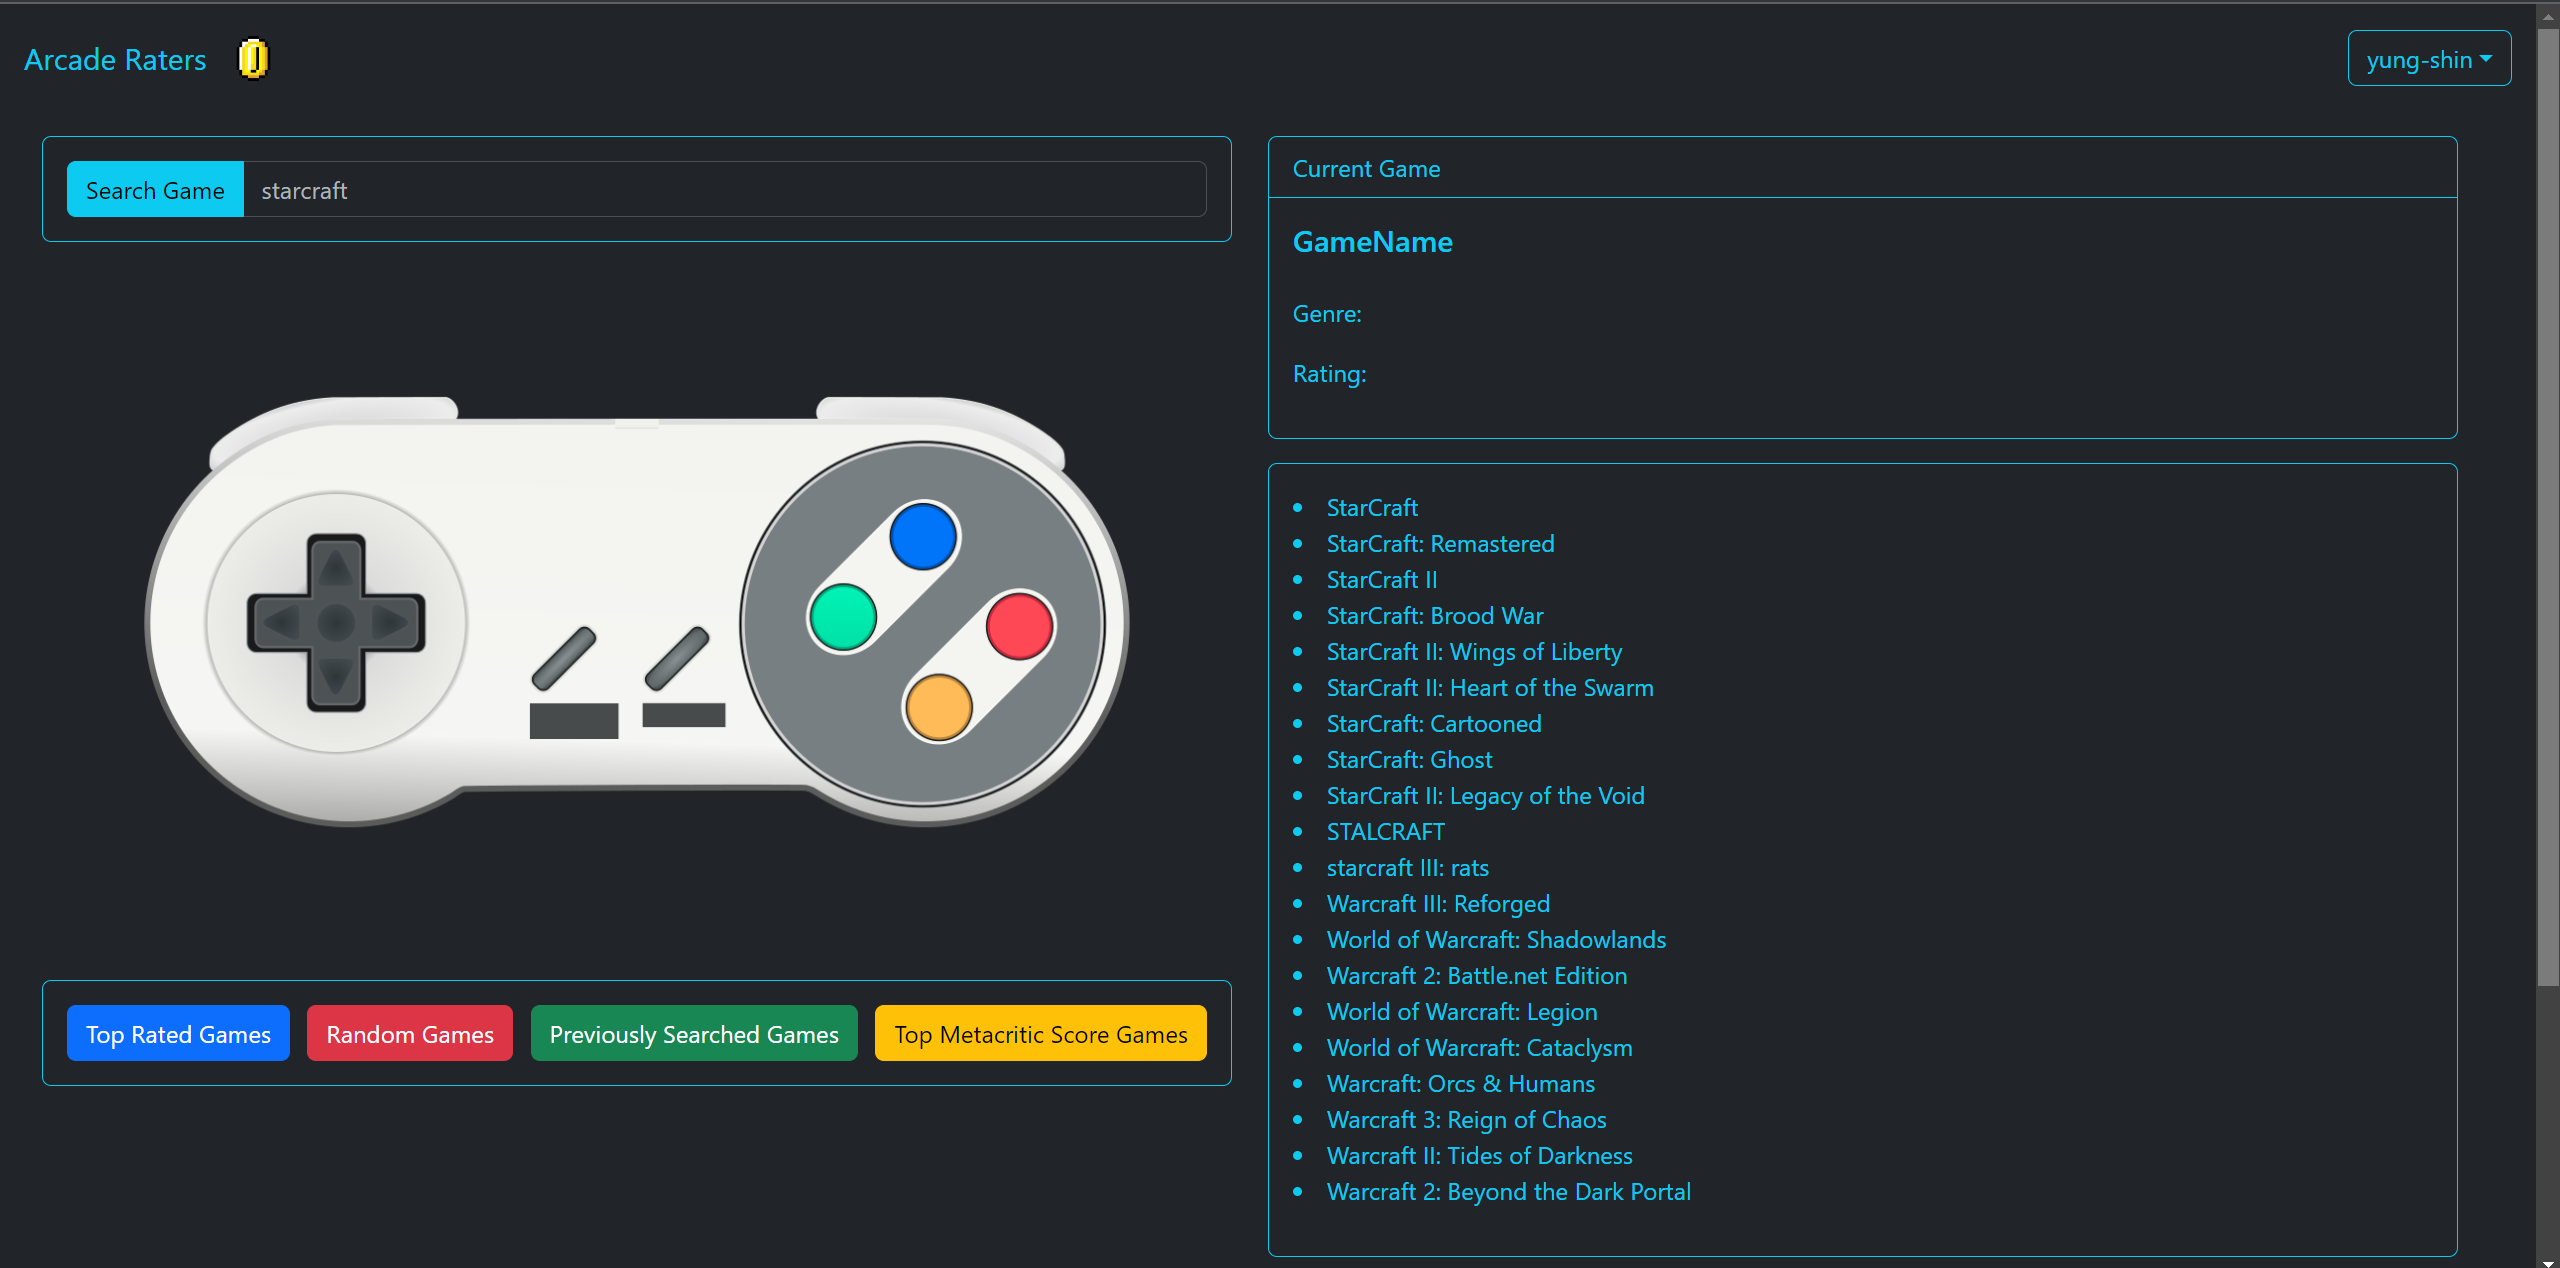 Arcade Raters
yung-shin
Search Game
starcraft
Top Rated Games
Random Games
Previously Searched Games
Top Metacritic Score Games
Current Game
GameName
Genre:
Rating:
StarCraft
StarCraft: Remastered
StarCraft II
StarCraft: Brood War
StarCraft II: Wings of Liberty
StarCraft II: Heart of the Swarm
StarCraft: Cartooned
StarCraft: Ghost
StarCraft II: Legacy of the Void
STALCRAFT
starcraft III: rats
Warcraft III: Reforged
World of Warcraft: Shadowlands
Warcraft 2: Battle.net Edition
World of Warcraft: Legion
World of Warcraft: Cataclysm
Warcraft: Orcs & Humans
Warcraft 3: Reign of Chaos
Warcraft II: Tides of Darkness
Warcraft 2: Beyond the Dark Portal